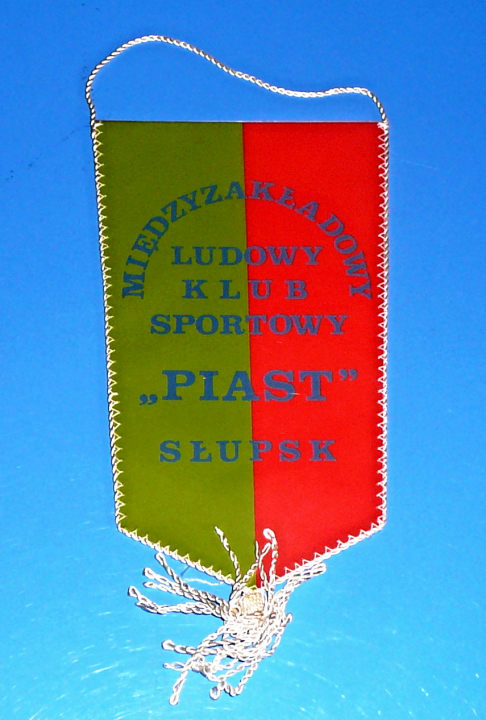 MIĘDZYZAKŁADOWY
LUDOWY
KLUB
SPORTOWY
„PIAST”
SŁUPSK